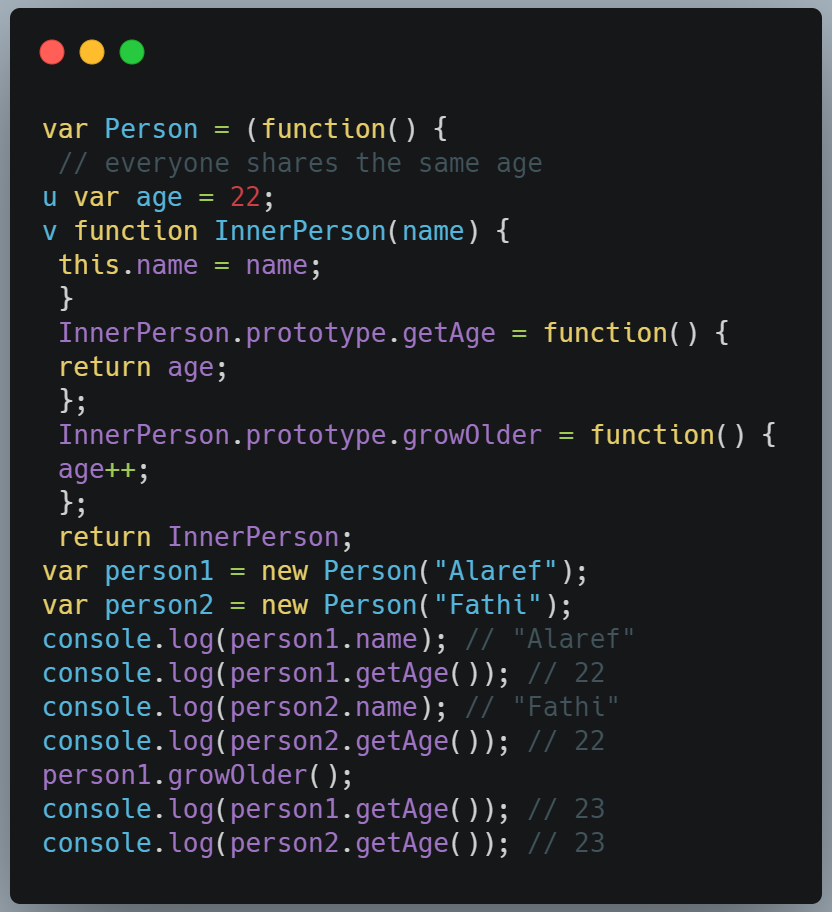 var Person = (function() {
 // everyone shares the same age
u var age = 22;
v function InnerPerson(name) {
 this.name = name;
 }
 InnerPerson.prototype.getAge = function() {
 return age;
 };
 InnerPerson.prototype.growOlder = function() {
 age++;
 };
 return InnerPerson;
var person1 = new Person("Alaref");
var person2 = new Person("Fathi");
console.log(person1.name); // "Alaref"
console.log(person1.getAge()); // 22
console.log(person2.name); // "Fathi"
console.log(person2.getAge()); // 22
person1.growOlder();
console.log(person1.getAge()); // 23
console.log(person2.getAge()); // 23